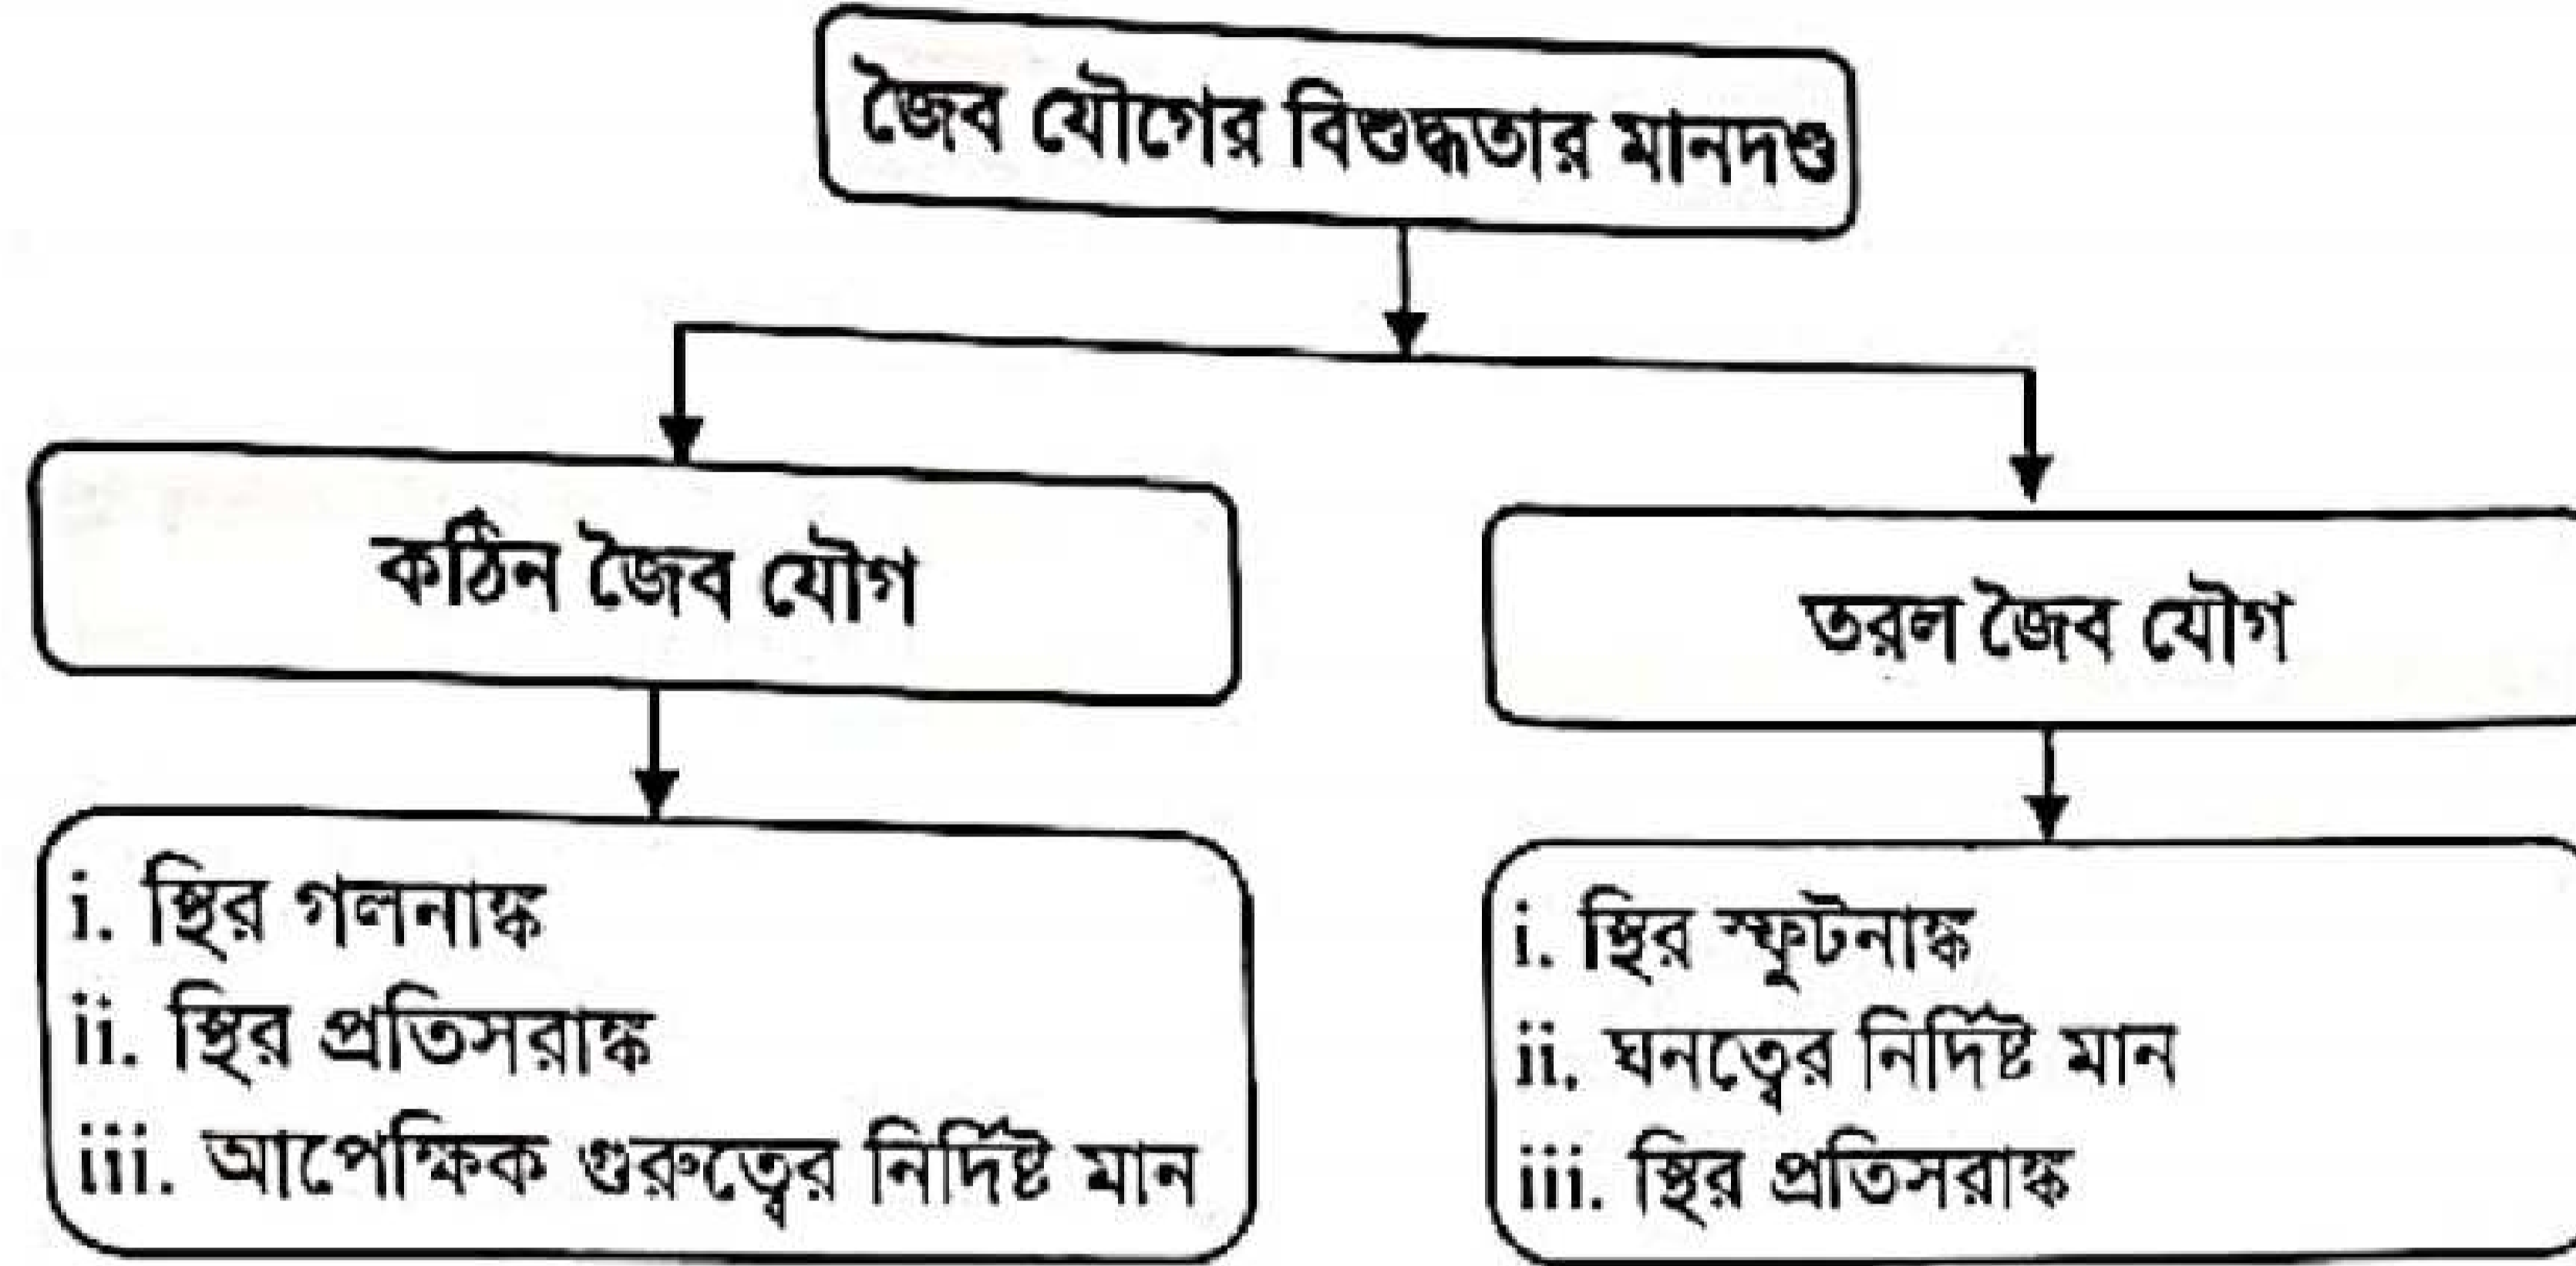 জৈব যৌগের বিশুদ্ধতার মানদণ্ড
কঠিন জৈব যৌগ
তরল জৈব যৌগ
i. স্থির গলনাঙ্ক
ii. স্থির প্রতিসরাঙ্ক
iii. আপেক্ষিক গুরুত্বের নির্দিষ্ট মান
i. স্থির স্ফুটনাঙ্ক
ii. ঘনত্বের নির্দিষ্ট মান
iii. স্থির প্রতিসরাঙ্ক